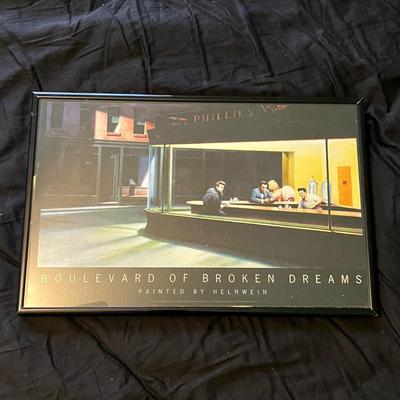 PHILLIES
BOULEVARD OF BROKEN DREAMS
PAINTED BY HELNWEIN